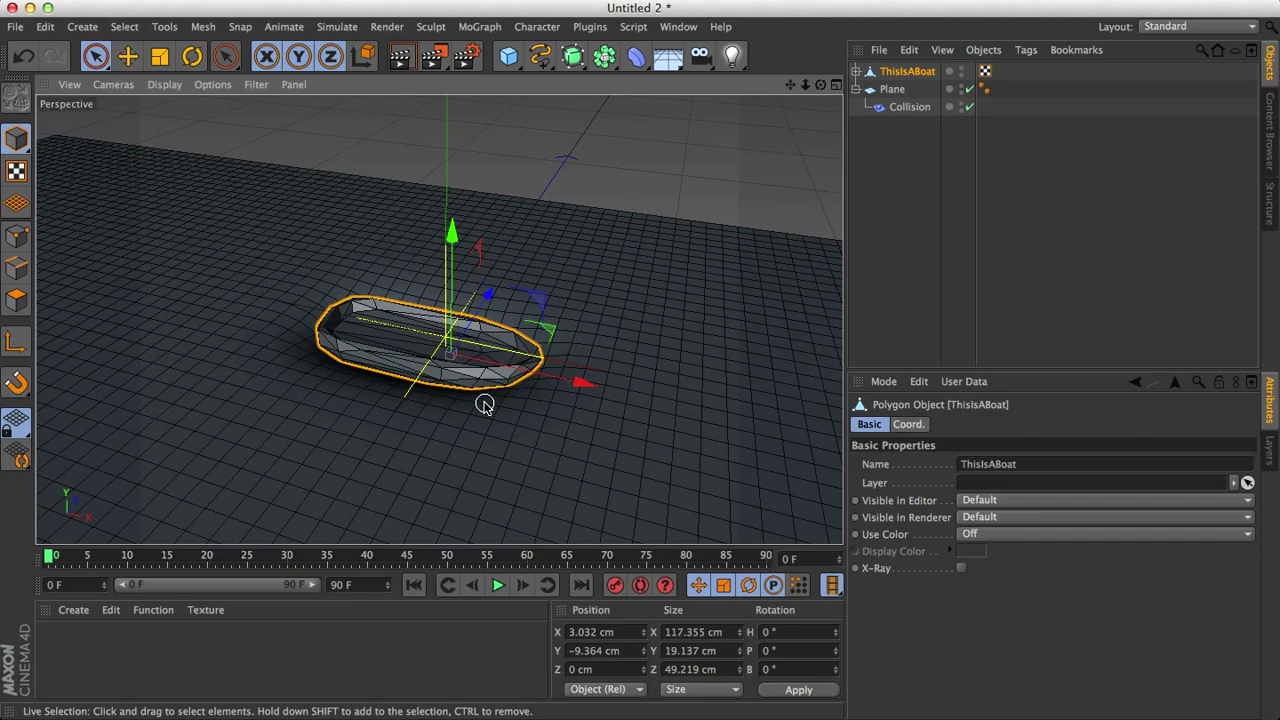 Untitled 2 *
File Edit Create Select Tools Mesh Snap Animate Simulate Render Sculpt MoGraph Character Plugins Script Window Help
Layout: Standard
X Y Z
File Edit View Objects Tags Bookmarks
View Cameras Display Options Filter Panel
Perspective
ThisIsABoat
Plane
Collision
Objects
Content Browser
Structure
Mode Edit User Data
Polygon Object [ThisIsABoat]
Basic Coord.
Basic Properties
Name ThisIsABoat
Layer
Visible in Editor Default
Visible in Renderer Default
Use Color Off
Display Color
X-Ray
Attributes
Layers
Y
Z
X
0 5 10 15 20 25 30 35 40 45 50 55 60 65 70 75 80 85 90 0 F
0 F 0 F 90 F 90 F
P
Create Edit Function Texture
Position Size Rotation
X 3.032 cm X 117.355 cm H 0 °
Y -9.364 cm Y 19.137 cm P 0 °
Z 0 cm Z 49.219 cm B 0 °
Object (Rel) Size Apply
MAXON
CINEMA 4D
Live Selection: Click and drag to select elements. Hold down SHIFT to add to the selection, CTRL to remove.